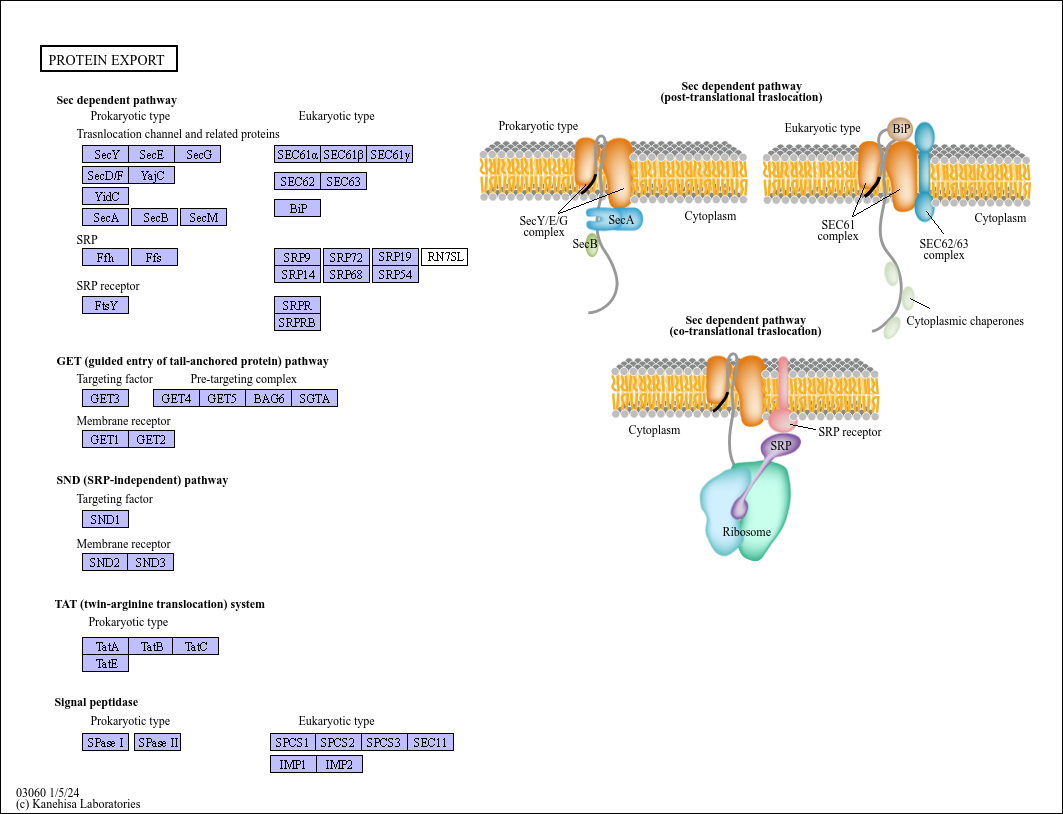 PROTEIN EXPORT
Sec dependent pathway
Prokaryotic type
Eukaryotic type
Trasnlocation channel and related proteins
SecY SecE SecG
SEC61α SEC61β SEC61γ
SecD/F YajC
SEC62 SEC63
YidC
BiP
SecA SecB SecM
SRP
Ffh Ffs
SRP9 SRP72 SRP19 RN7SL
SRP14 SRP68 SRP54
SRP receptor
FtsY
SRPR
SRPRB
GET (guided entry of tail-anchored protein) pathway
Targeting factor
Pre-targeting complex
GET3
GET4 GET5 BAG6 SGTA
Membrane receptor
GET1 GET2
SND (SRP-independent) pathway
Targeting factor
SND1
Membrane receptor
SND2 SND3
TAT (twin-arginine translocation) system
Prokaryotic type
TatA TatB TatC
TatE
Signal peptidase
Prokaryotic type
Eukaryotic type
SPase I SPase II
SPCS1 SPCS2 SPCS3 SEC11
IMP1 IMP2
03060 1/5/24
(c) Kanehisa Laboratories
Sec dependent pathway
(post-translational traslocation)
Prokaryotic type
SecY/E/G
complex
SecA
SecB
Cytoplasm
Eukaryotic type
BiP
SEC61
complex
Cytoplasm
SEC62/63
complex
Cytoplasmic chaperones
Sec dependent pathway
(co-translational traslocation)
Cytoplasm
SRP receptor
SRP
Ribosome